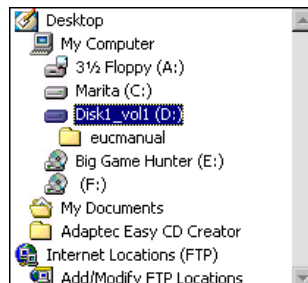 Desktop
My Computer
3½ Floppy (A:)
Marita (C:)
Disk1_vol1 (D:)
eucmanual
Big Game Hunter (E:)
(F:)
My Documents
Adaptec Easy CD Creator
Internet Locations (FTP)
Add/Modify FTP Locations